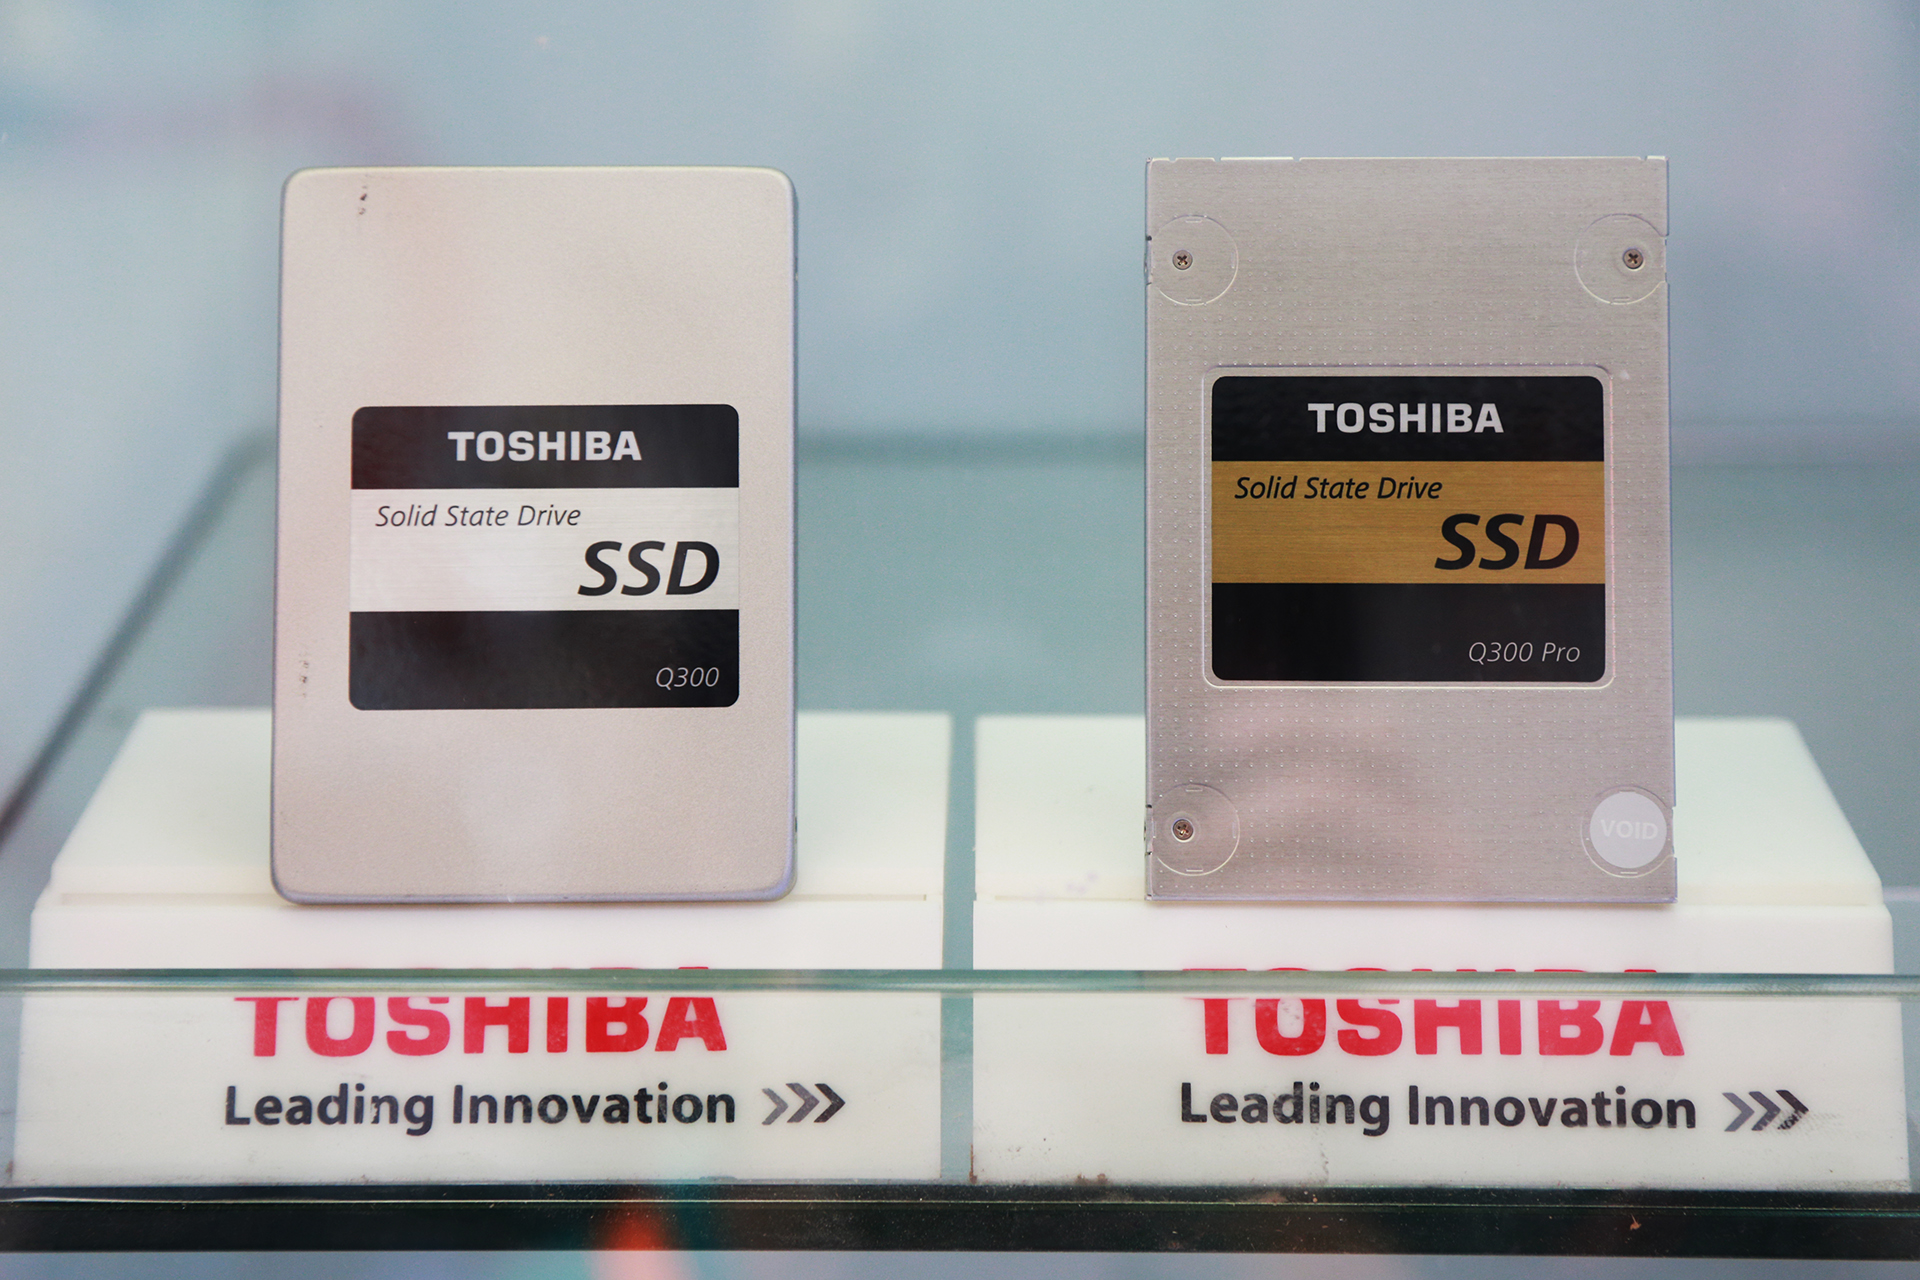 TOSHIBA
Solid State Drive
SSD
Q300
TOSHIBA
Solid State Drive
SSD
Q300 Pro
VOID
TOSHIBA
Leading Innovation >>>
TOSHIBA
Leading Innovation >>>